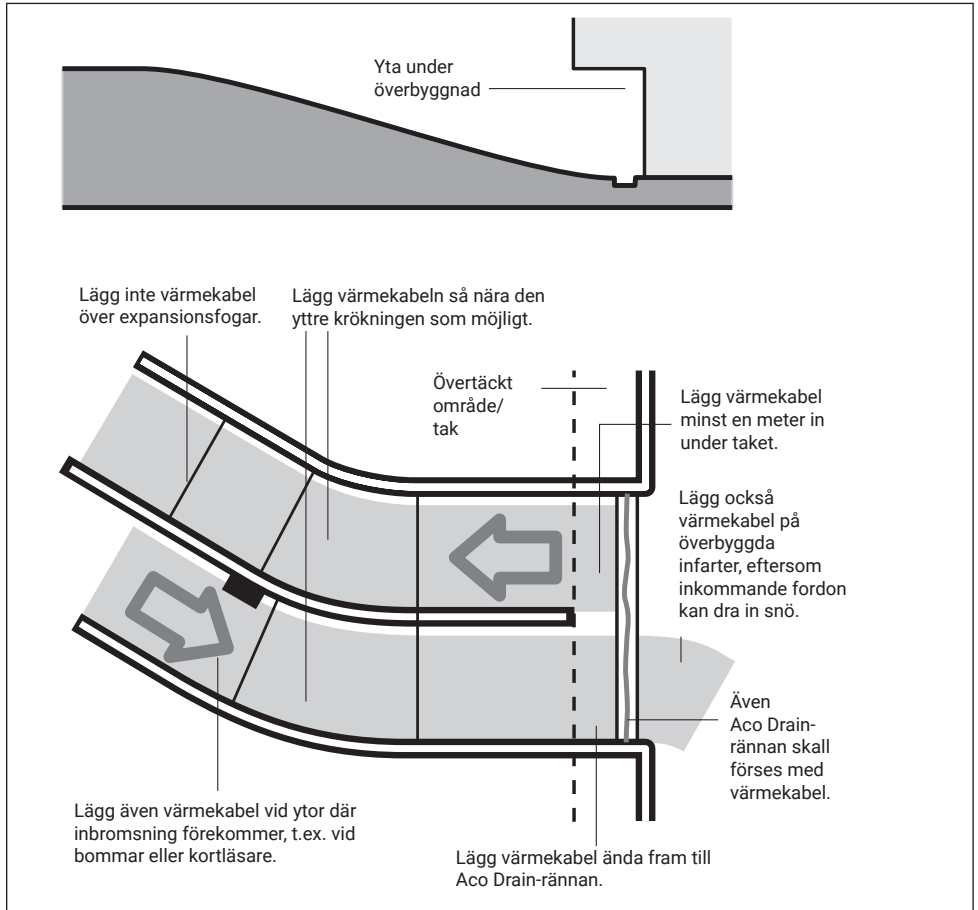 Yta under
överbyggnad
Lägg inte värmekabel
över expansionsfogar.
Lägg värmekabeln så nära den
yttre krökningen som möjligt.
Övertäckt
område/
tak
Lägg värmekabel
minst en meter in
under taket.
Lägg också
värmekabel på
överbyggda
infarter, eftersom
inkommande fordon
kan dra in snö.
Även
Aco Drain-
rännan skall
förses med
värmekabel.
Lägg även värmekabel vid ytor där
inbromsning förekommer, t.ex. vid
bommar eller kortläsare.
Lägg värmekabel ända fram till
Aco Drain-rännan.